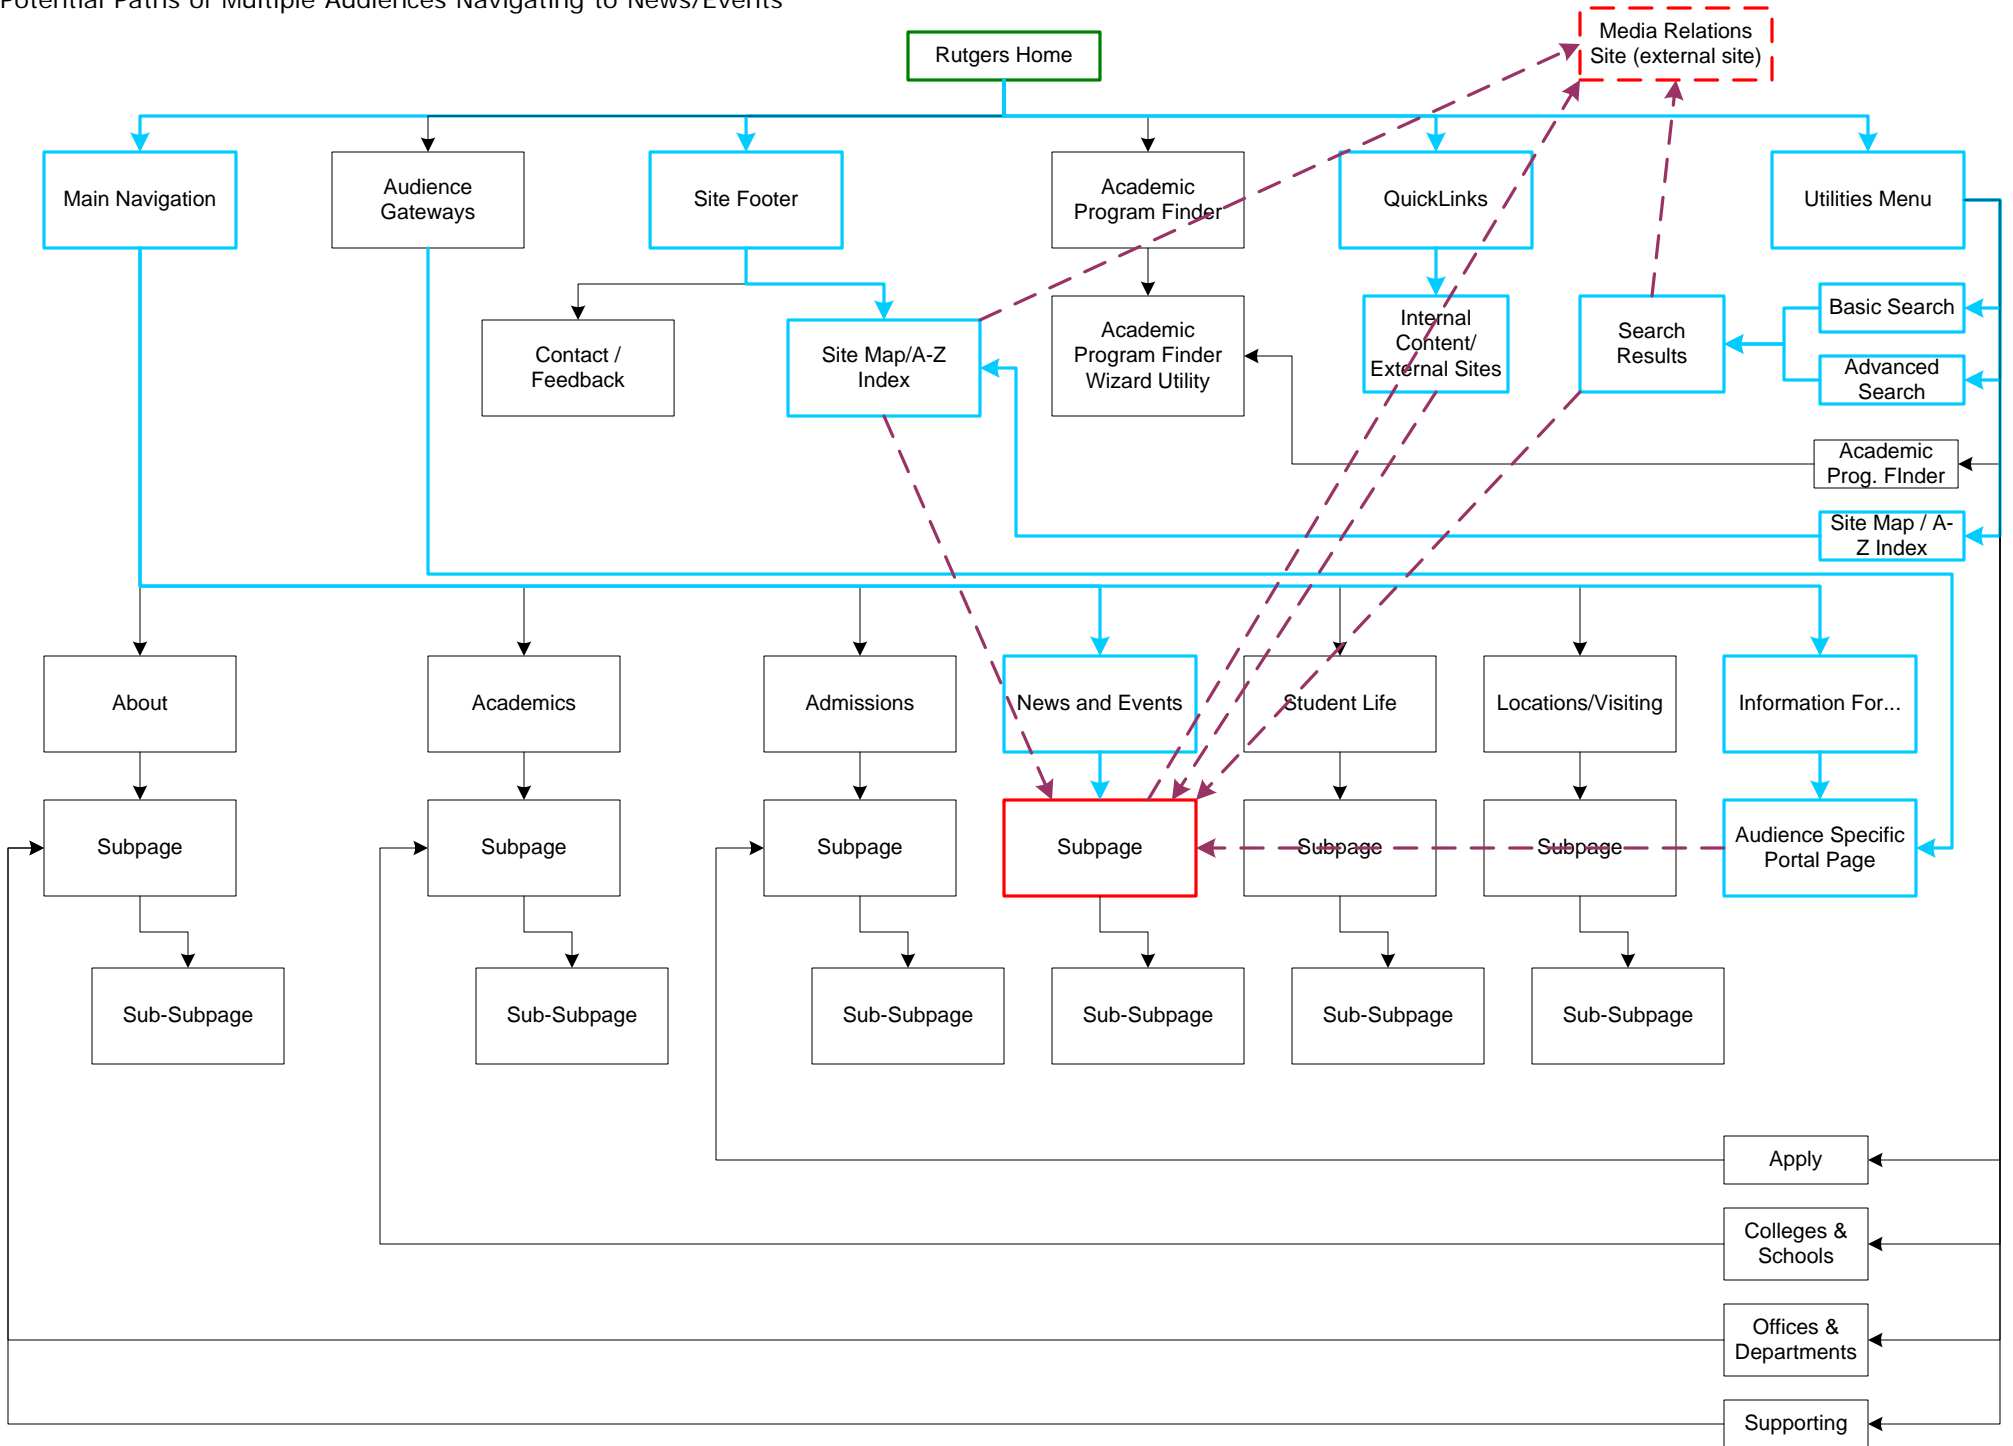 Potential Paths of Multiple Audiences Navigating to News/Events
Media Relations
Site (external site)
Rutgers Home
Main Navigation
Audience
Gateways
Site Footer
Academic
Program Finder
QuickLinks
Utilities Menu
Contact /
Feedback
Site Map/A-Z
Index
Academic
Program Finder
Wizard Utility
Internal
Content/
External Sites
Search
Results
Basic Search
Advanced
Search
Academic
Prog. FInder
Site Map / A-
Z Index
About
Academics
Admissions
News and Events
Student Life
Locations/Visiting
Information For...
Subpage
Subpage
Subpage
Subpage
Subpage
Subpage
Audience Specific
Portal Page
Sub-Subpage
Sub-Subpage
Sub-Subpage
Sub-Subpage
Sub-Subpage
Sub-Subpage
Apply
Colleges &
Schools
Offices &
Departments
Supporting